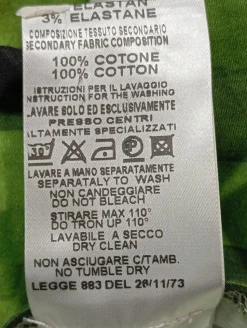 ELASTAN
3% ELASTANE
COMPOSIZIONE TESSUTO SECONDARIO
SECONDARY FABRIC COMPOSITION
100% COTONE
100% COTTON
ISTRUZIONI PER IL LAVAGGIO
INSTRUCTION FOR THE WASHING
LAVARE SOLO ED ESCLUSIVAMENTE
PRESSO CENTRI
ALTAMENTE SPECIALIZZATI
30°
LAVARE A MANO SEPARATAMENTE
SEPARATALY TO WASH
NON CANDEGGIARE
DO NOT BLEACH
STIRARE MAX 110°
DO TRON UP 110°
LAVABILE A SECCO
DRY CLEAN
NON ASCIUGARE C/TAMB.
NO TUMBLE DRY
LEGGE 883 DEL 26/11/73